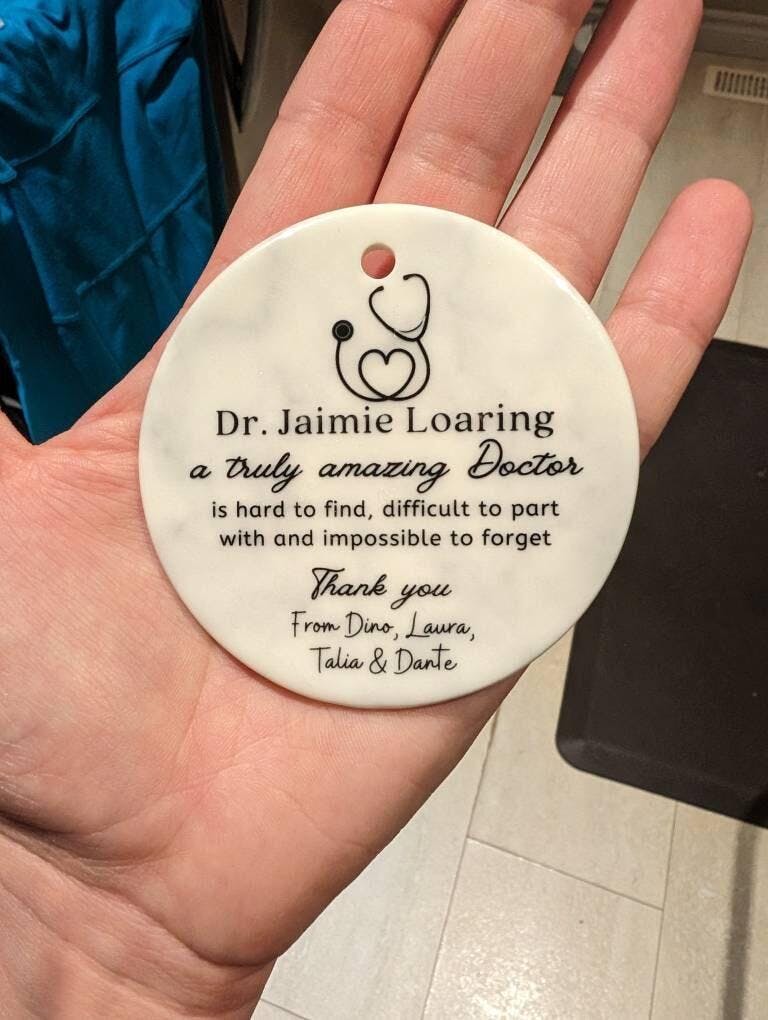 Dr. Jaimie Loaring
a truly amazing Doctor
is hard to find, difficult to part
with and impossible to forget
Thank you
From Dino, Laura,
Talia & Dante